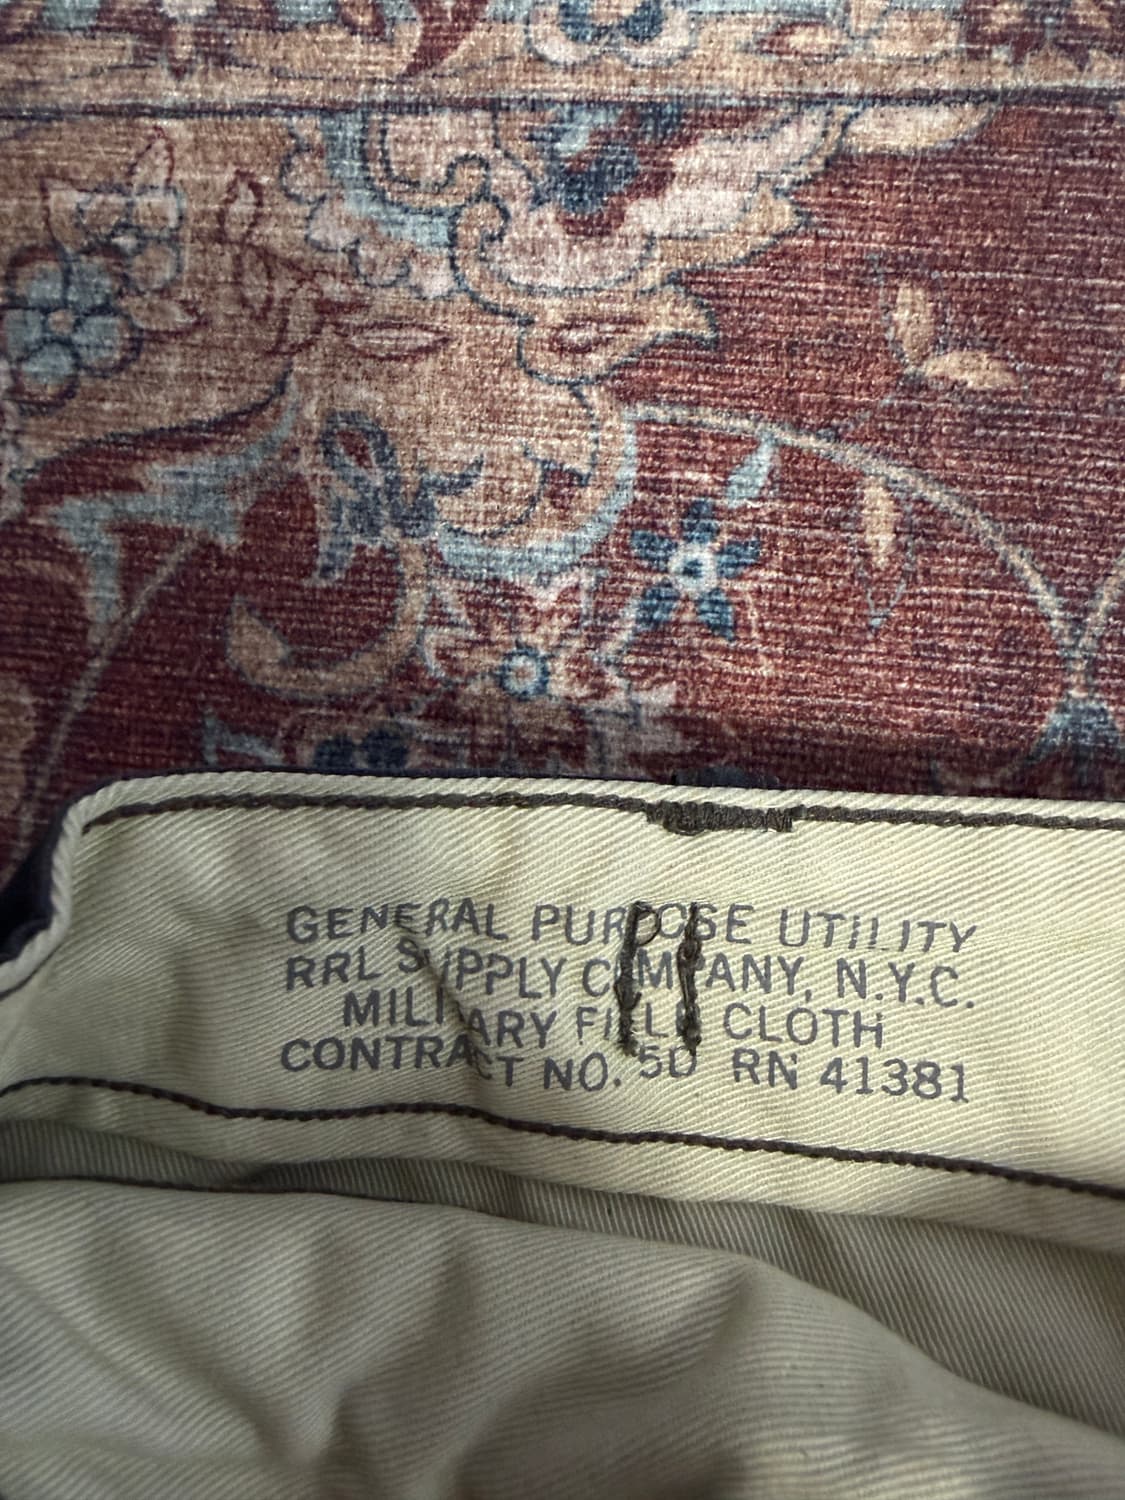 GENERAL PURPOSE UTILITY
RRL SUPPLY COMPANY, N.Y.C.
MILITARY FIELD CLOTH
CONTRACT NO. 5D RN 41381